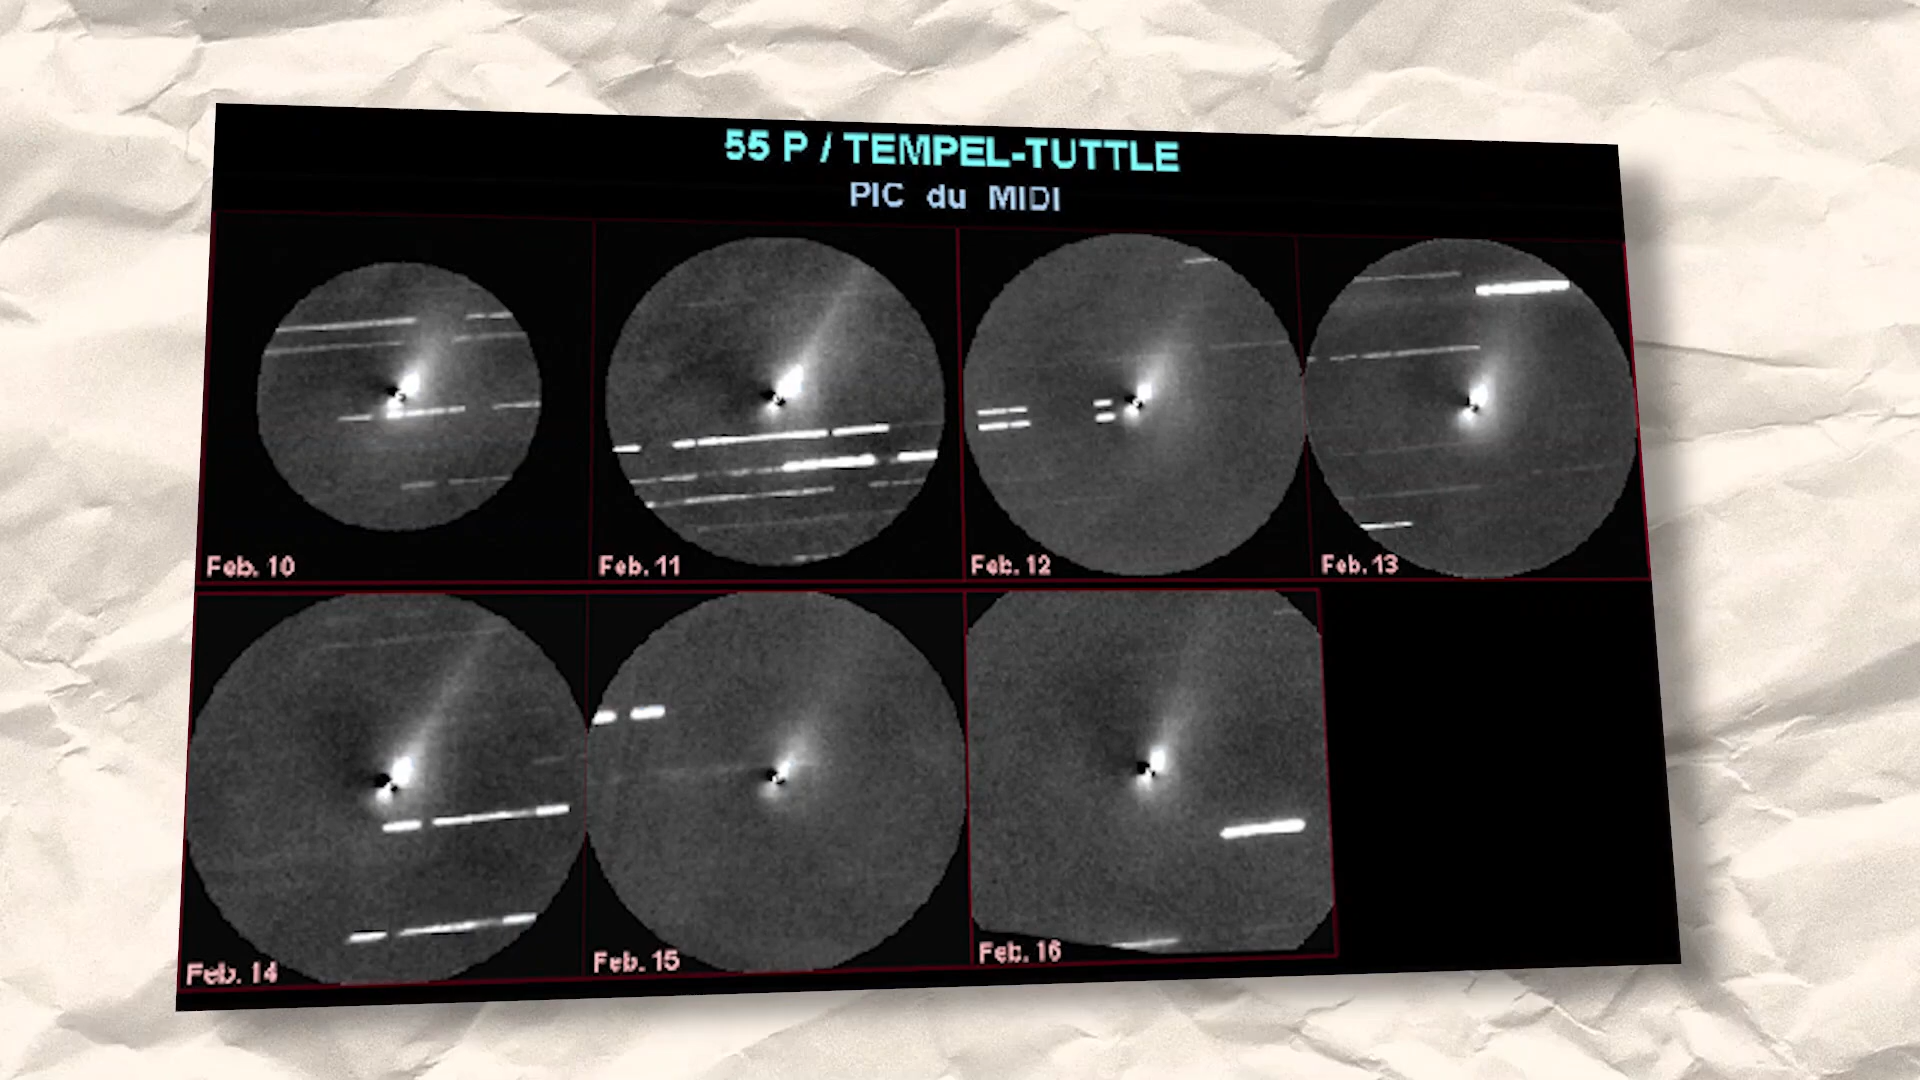 55 P / TEMPEL-TUTTLE
PIC du MIDI
Feb. 10
Feb. 11
Feb. 12
Feb. 13
Feb. 14
Feb. 15
Feb. 16